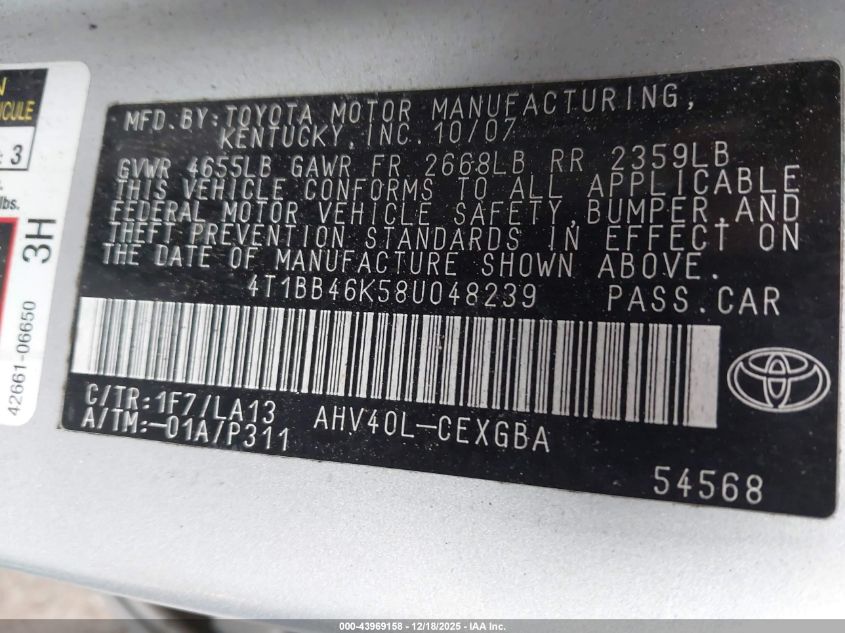 N
VEHICULE
: 3
lbs.
42661-06650 3H
MFD.BY:TOYOTA MOTOR MANUFACTURING,
KENTUCKY,INC. 10/07
GVWR 4655LB GAWR FR 2668LB RR 2359LB
THIS VEHICLE CONFORMS TO ALL APPLICABLE
FEDERAL MOTOR VEHICLE SAFETY,BUMPER,AND
THEFT PREVENTION STANDARDS IN EFFECT ON
THE DATE OF MANUFACTURE SHOWN ABOVE.
4T1BB46K58U048239 PASS.CAR
C/TR:1F7/LA13
A/TM:-01A/P311
AHV40L-CEXGBA
54568
000-43969158 - 12/18/2025 - IAA, Inc.